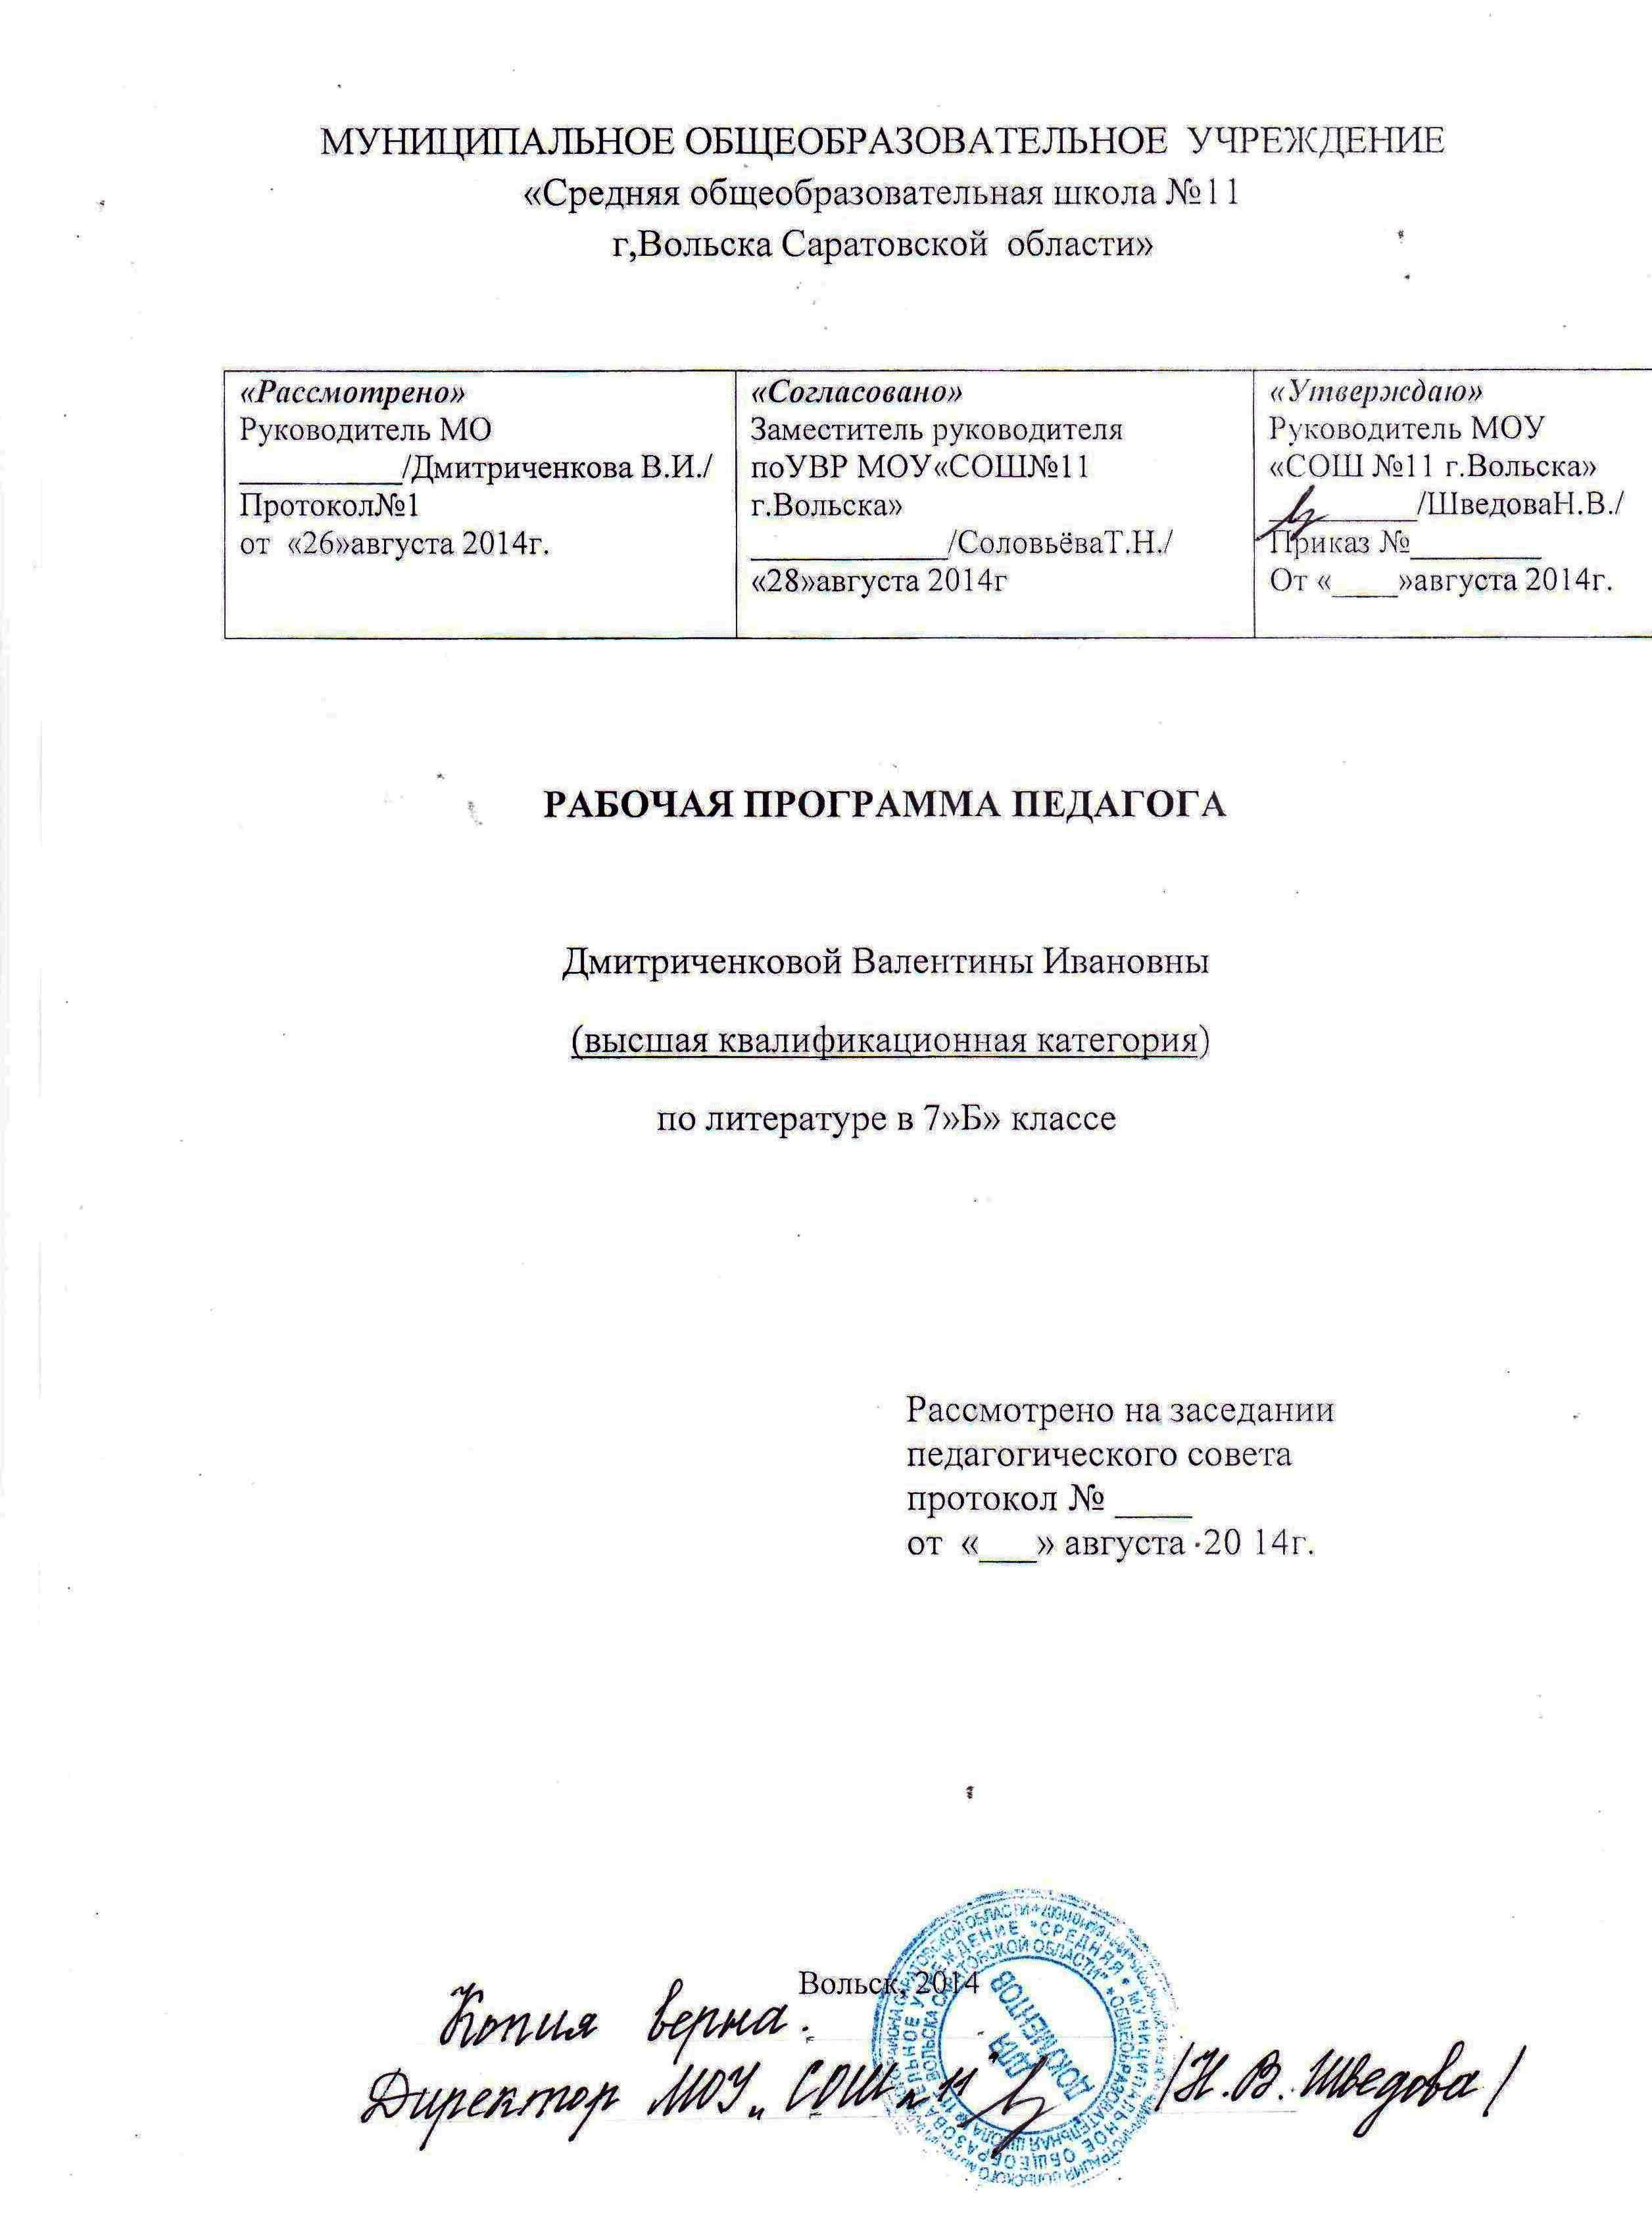 МУНИЦИПАЛЬНОЕ ОБЩЕОБРАЗОВАТЕЛЬНОЕ УЧРЕЖДЕНИЕ
«Средняя общеобразовательная школа №11
г,Вольска Саратовской области»
«Рассмотрено»
Руководитель МО
__________/Дмитриченкова В.И./
Протокол№1
от «26»августа 2014г.
«Согласовано»
Заместитель руководителя
поУВР МОУ«СОШ№11
г.Вольска»
____________/СоловьёваТ.Н./
«28»августа 2014г
«Утверждаю»
Руководитель МОУ
«СОШ №11 г.Вольска»
_________/ШведоваН.В./
Приказ №________
От «____»августа 2014г.
РАБОЧАЯ ПРОГРАММА ПЕДАГОГА
Дмитриченковой Валентины Ивановны
(высшая квалификационная категория)
по литературе в 7»Б» классе
Рассмотрено на заседании
педагогического совета
протокол № ____
от «___» августа 20 14г.
Вольск, 2014
Копия верна.
Директор МОУ „СОШ №11" /Н.В. Шведова/
ДЛЯ
ДОКУМЕНТОВ